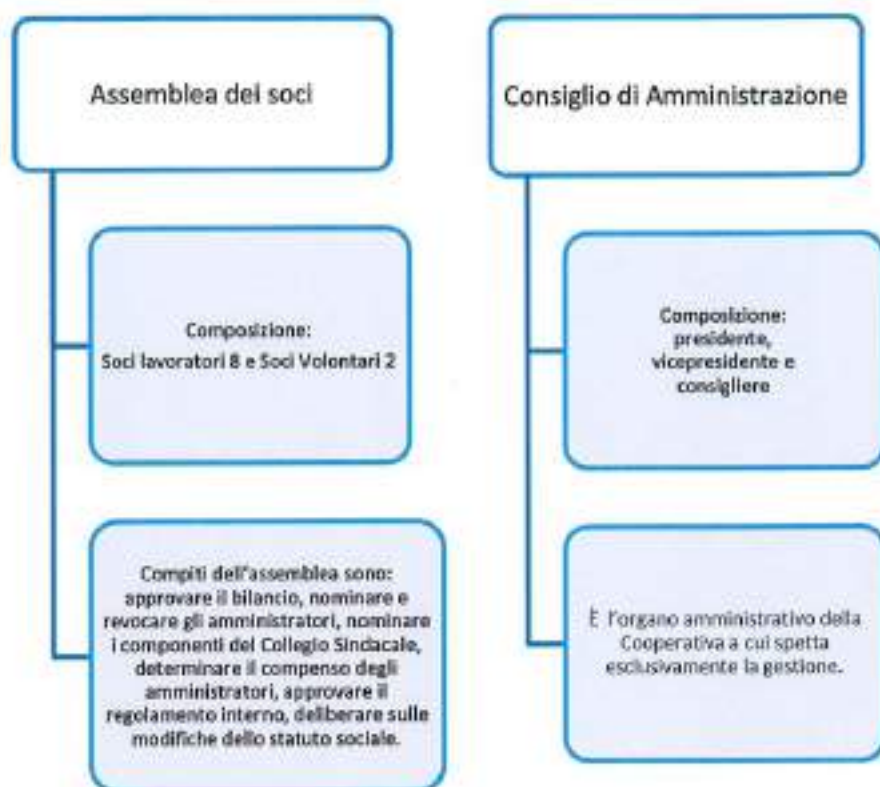 Assemblea dei soci
Composizione:
Soci lavoratori 8 e Soci Volontari 2
Compiti dell'assemblea sono:
approvare il bilancio, nominare e
revocare gli amministratori, nominare
i componenti del Collegio Sindacale,
determinare il compenso degli
amministratori, approvare il
regolamento interno, deliberare sulle
modifiche dello statuto sociale.
Consiglio di Amministrazione
Composizione:
presidente,
vicepresidente e
consigliere
È l'organo amministrativo della
Cooperativa a cui spetta
esclusivamente la gestione.